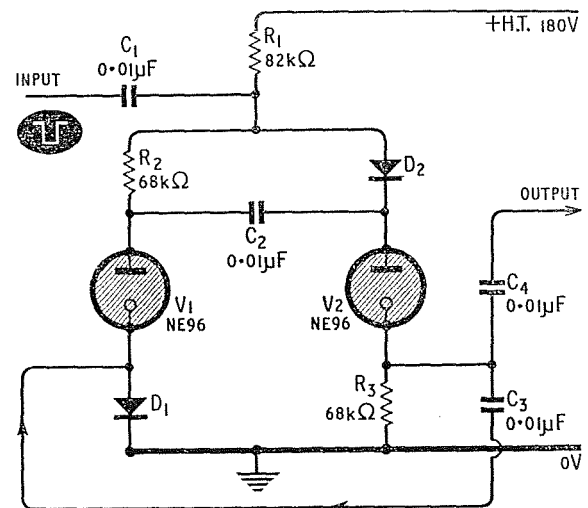 +H.T. 180V
R1
82kΩ
C1
0·01µF
INPUT
R2
68kΩ
D2
C2
0·01µF
OUTPUT
V1
NE96
V2
NE96
C4
0·01µF
D1
R3
68kΩ
C3
0·01µF
0V